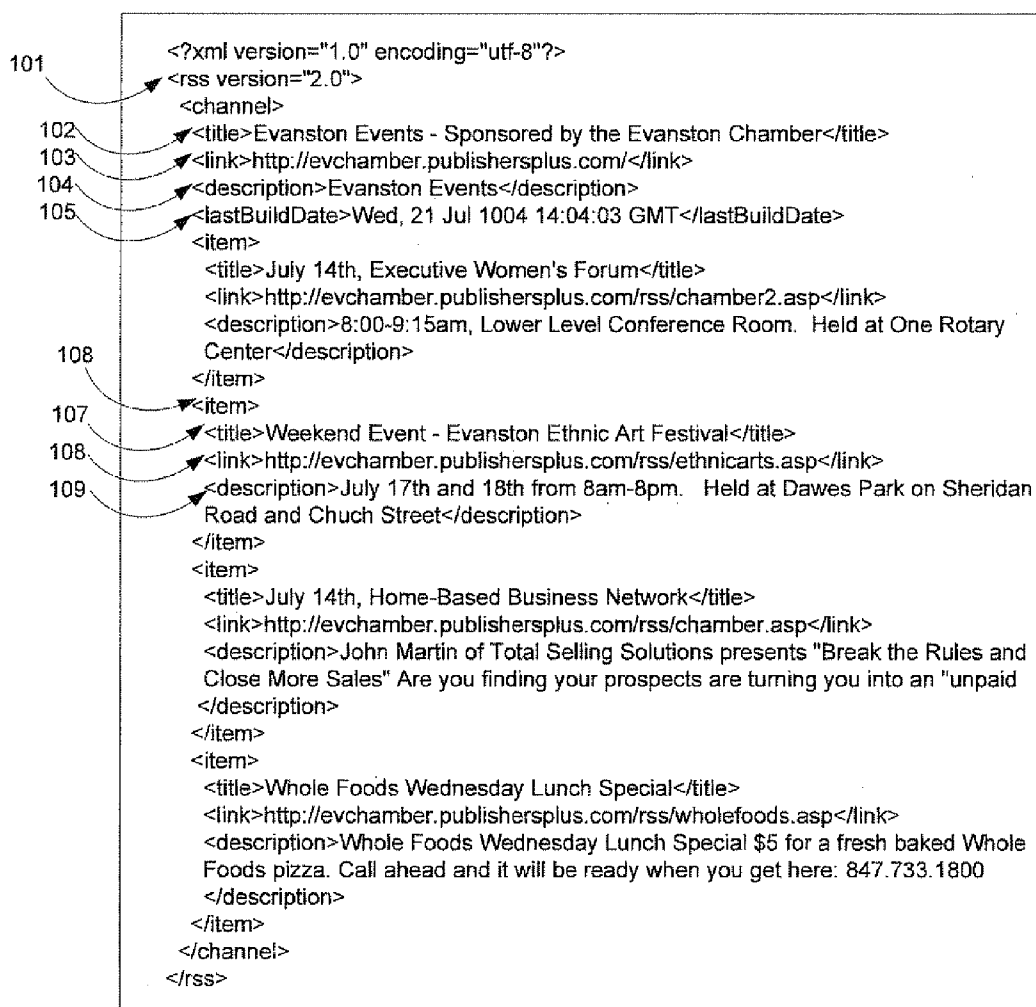 <?xml version="1.0" encoding="utf-8"?>
101
<rss version="2.0">
<channel>
102
<title>Evanston Events - Sponsored by the Evanston Chamber</title>
103
<link>http://evchamber.publishersplus.com/</link>
104
<description>Evanston Events</description>
105
<lastBuildDate>Wed, 21 Jul 1004 14:04:03 GMT</lastBuildDate>
<item>
<title>July 14th, Executive Women's Forum</title>
<link>http://evchamber.publishersplus.com/rss/chamber2.asp</link>
<description>8:00-9:15am, Lower Level Conference Room.  Held at One Rotary
Center</description>
108
</item>
<item>
107
<title>Weekend Event - Evanston Ethnic Art Festival</title>
108
<link>http://evchamber.publishersplus.com/rss/ethnicarts.asp</link>
109
<description>July 17th and 18th from 8am-8pm.   Held at Dawes Park on Sheridan
Road and Chuch Street</description>
</item>
<item>
<title>July 14th, Home-Based Business Network</title>
<link>http://evchamber.publishersplus.com/rss/chamber.asp</link>
<description>John Martin of Total Selling Solutions presents "Break the Rules and
Close More Sales" Are you finding your prospects are turning you into an "unpaid
</description>
</item>
<item>
<title>Whole Foods Wednesday Lunch Special</title>
<link>http://evchamber.publishersplus.com/rss/wholefoods.asp</link>
<description>Whole Foods Wednesday Lunch Special $5 for a fresh baked Whole
Foods pizza. Call ahead and it will be ready when you get here: 847.733.1800
</description>
</item>
</channel>
</rss>